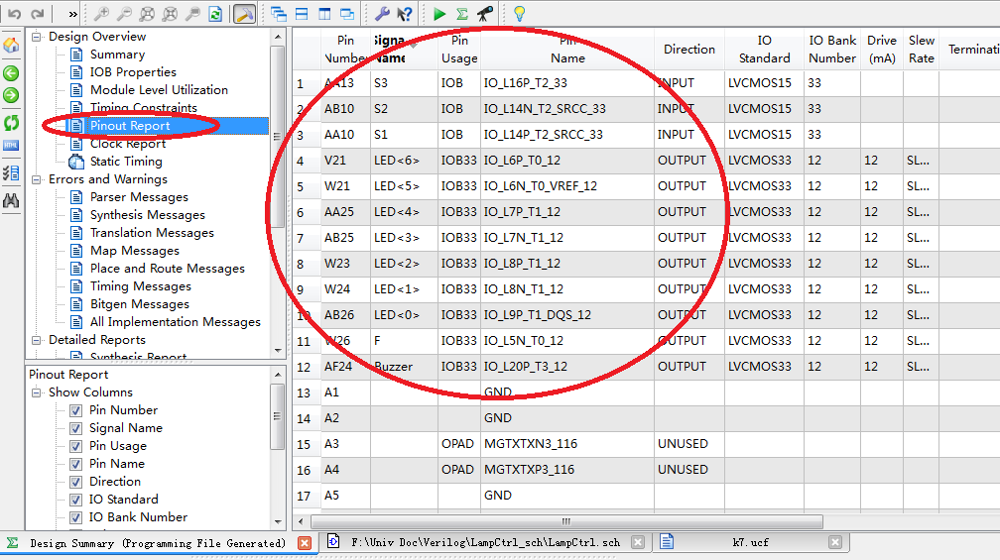 Design Overview
Summary
IOB Properties
Module Level Utilization
Timing Constraints
Pinout Report
Clock Report
Static Timing
Errors and Warnings
Parser Messages
Synthesis Messages
Translation Messages
Map Messages
Place and Route Messages
Timing Messages
Bitgen Messages
All Implementation Messages
Detailed Reports
Synthesis Report
Pinout Report
Show Columns
Pin Number
Signal Name
Pin Usage
Pin Name
Direction
IO Standard
IO Bank Number
Pin Number Signa Name Pin Usage Pin Name Direction IO Standard IO Bank Number Drive (mA) Slew Rate Terminati
1 AA13 S3 IOB IO_L16P_T2_33 INPUT LVCMOS15 33
2 AB10 S2 IOB IO_L14N_T2_SRCC_33 INPUT LVCMOS15 33
3 AA10 S1 IOB IO_L14P_T2_SRCC_33 INPUT LVCMOS15 33
4 V21 LED<6> IOB33 IO_L6P_T0_12 OUTPUT LVCMOS33 12 12 SL...
5 W21 LED<5> IOB33 IO_L6N_T0_VREF_12 OUTPUT LVCMOS33 12 12 SL...
6 AA25 LED<4> IOB33 IO_L7P_T1_12 OUTPUT LVCMOS33 12 12 SL...
7 AB25 LED<3> IOB33 IO_L7N_T1_12 OUTPUT LVCMOS33 12 12 SL...
8 W23 LED<2> IOB33 IO_L8P_T1_12 OUTPUT LVCMOS33 12 12 SL...
9 W24 LED<1> IOB33 IO_L8N_T1_12 OUTPUT LVCMOS33 12 12 SL...
10 AB26 LED<0> IOB33 IO_L9P_T1_DQS_12 OUTPUT LVCMOS33 12 12 SL...
11 W26 F IOB33 IO_L5N_T0_12 OUTPUT LVCMOS33 12 12 SL...
12 AF24 Buzzer IOB33 IO_L20P_T3_12 OUTPUT LVCMOS33 12 12 SL...
13 A1 GND
14 A2 GND
15 A3 OPAD MGTXTXN3_116 UNUSED
16 A4 OPAD MGTXTXP3_116 UNUSED
17 A5 GND
Design Summary (Programming File Generated)
F:\Univ Doc\Verilog\LampCtrl_sch\LampCtrl.sch
k7.ucf